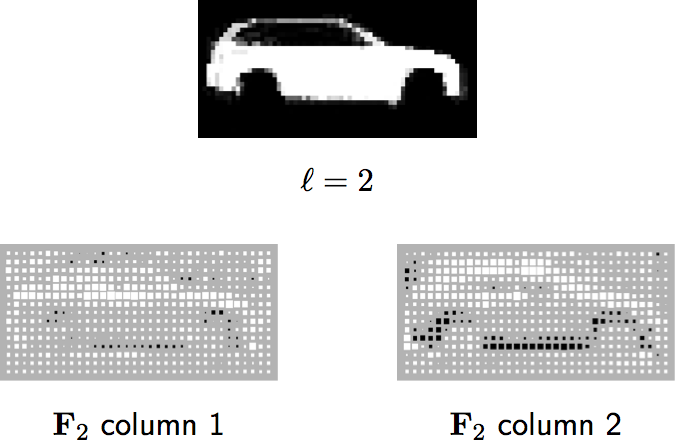 ℓ = 2
𝐅₂ column 1
𝐅₂ column 2